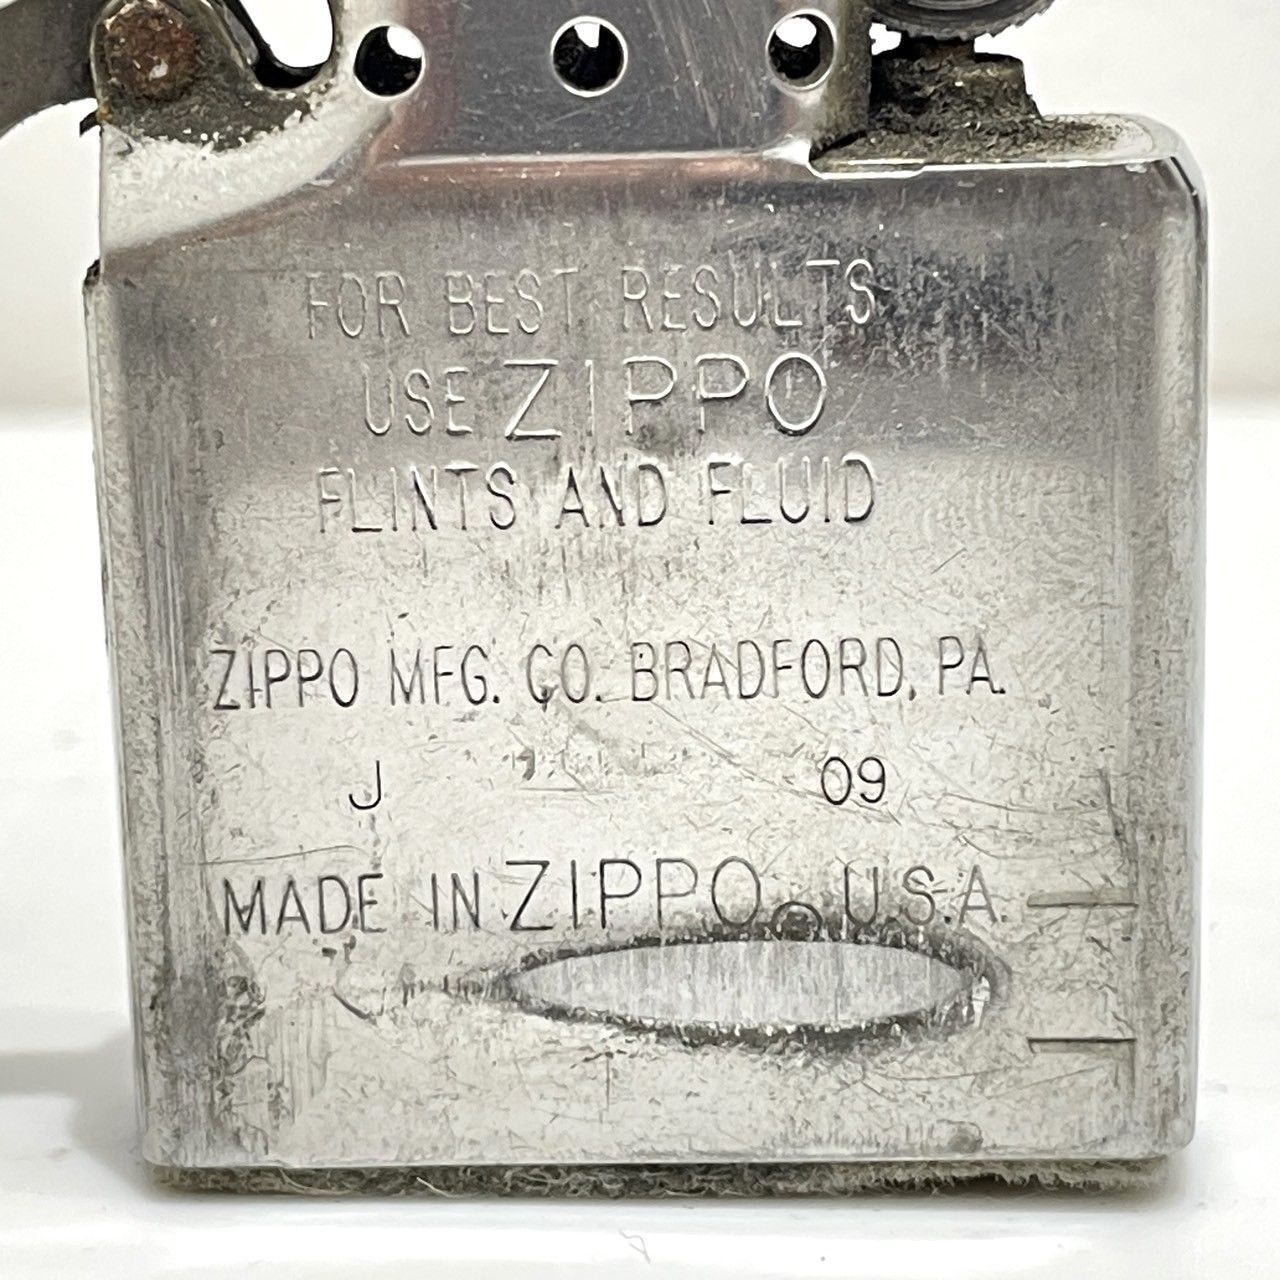 FOR BEST RESULTS
USE ZIPPO
FLINTS AND FLUID
ZIPPO MFG. CO. BRADFORD, PA.
J 09
MADE IN ZIPPO U.S.A.